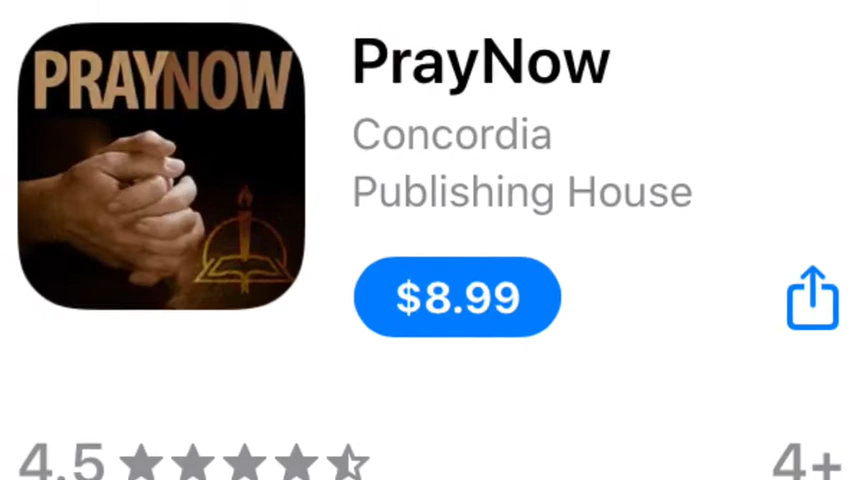 PRAYNOW
PrayNow
Concordia
Publishing House
$8.99
4.5
4+